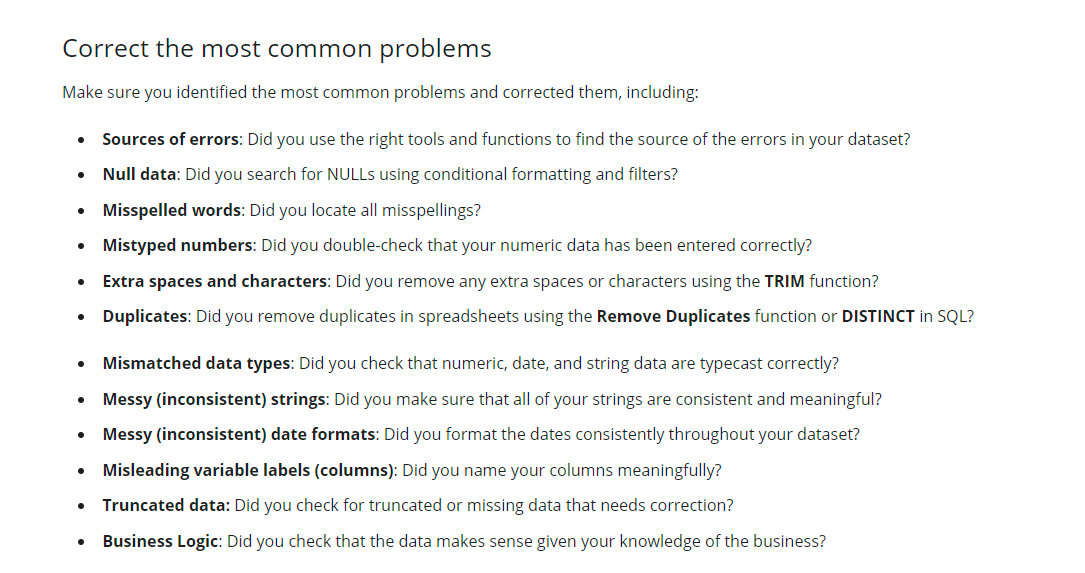 Correct the most common problems
Make sure you identified the most common problems and corrected them, including:
• Sources of errors: Did you use the right tools and functions to find the source of the errors in your dataset?
• Null data: Did you search for NULLs using conditional formatting and filters?
• Misspelled words: Did you locate all misspellings?
• Mistyped numbers: Did you double-check that your numeric data has been entered correctly?
• Extra spaces and characters: Did you remove any extra spaces or characters using the TRIM function?
• Duplicates: Did you remove duplicates in spreadsheets using the Remove Duplicates function or DISTINCT in SQL?
• Mismatched data types: Did you check that numeric, date, and string data are typecast correctly?
• Messy (inconsistent) strings: Did you make sure that all of your strings are consistent and meaningful?
• Messy (inconsistent) date formats: Did you format the dates consistently throughout your dataset?
• Misleading variable labels (columns): Did you name your columns meaningfully?
• Truncated data: Did you check for truncated or missing data that needs correction?
• Business Logic: Did you check that the data makes sense given your knowledge of the business?